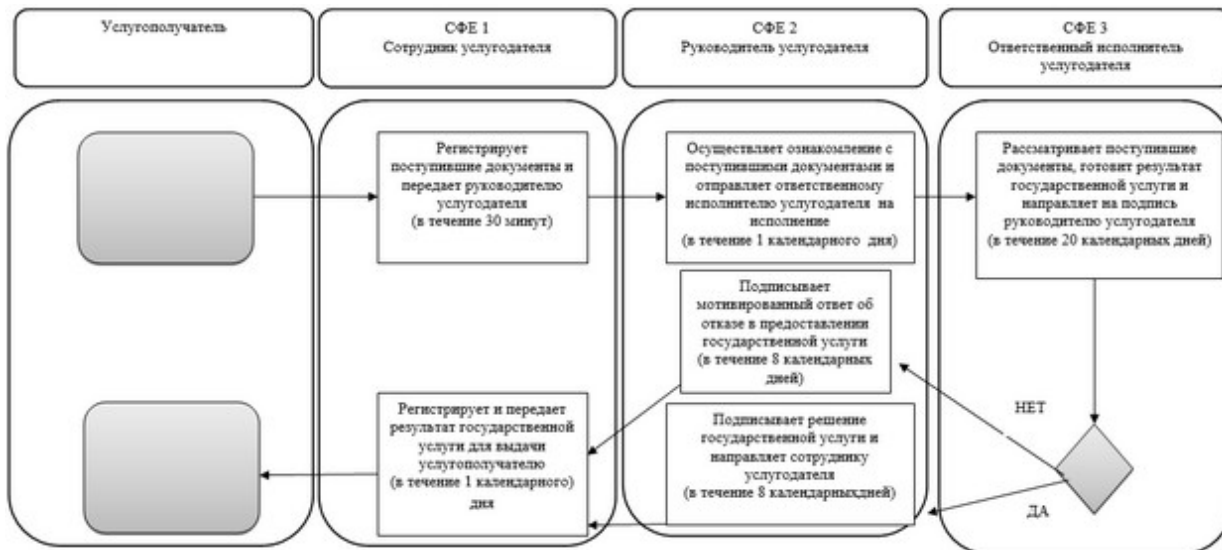 Услугополучатель
СФЕ 1
Сотрудник услугодателя
СФЕ 2
Руководитель услугодателя
СФЕ 3
Ответственный исполнитель
услугодателя
Регистрирует
поступившие документы и
передает руководителю
услугодателя
(в течение 30 минут)
Осуществляет ознакомление с
поступившими документами и
отправляет ответственному
исполнителю услугодателя на
исполнение
(в течение 1 календарного дня)
Рассматривает поступившие
документы, готовит результат
государственной услуги и
направляет на подпись
руководителю услугодателя
(в течение 20 календарных дней)
Подписывает
мотивированный ответ об
отказе в предоставлении
государственной услуги
(в течение 8 календарных
дней)
НЕТ
Регистрирует и передает
результат государственной
услуги для выдачи
услугополучателю
(в течение 1 календарного)
дня
Подписывает решение
государственной услуги и
направляет сотруднику
услугодателя
(в течение 8 календарныхдней)
ДА